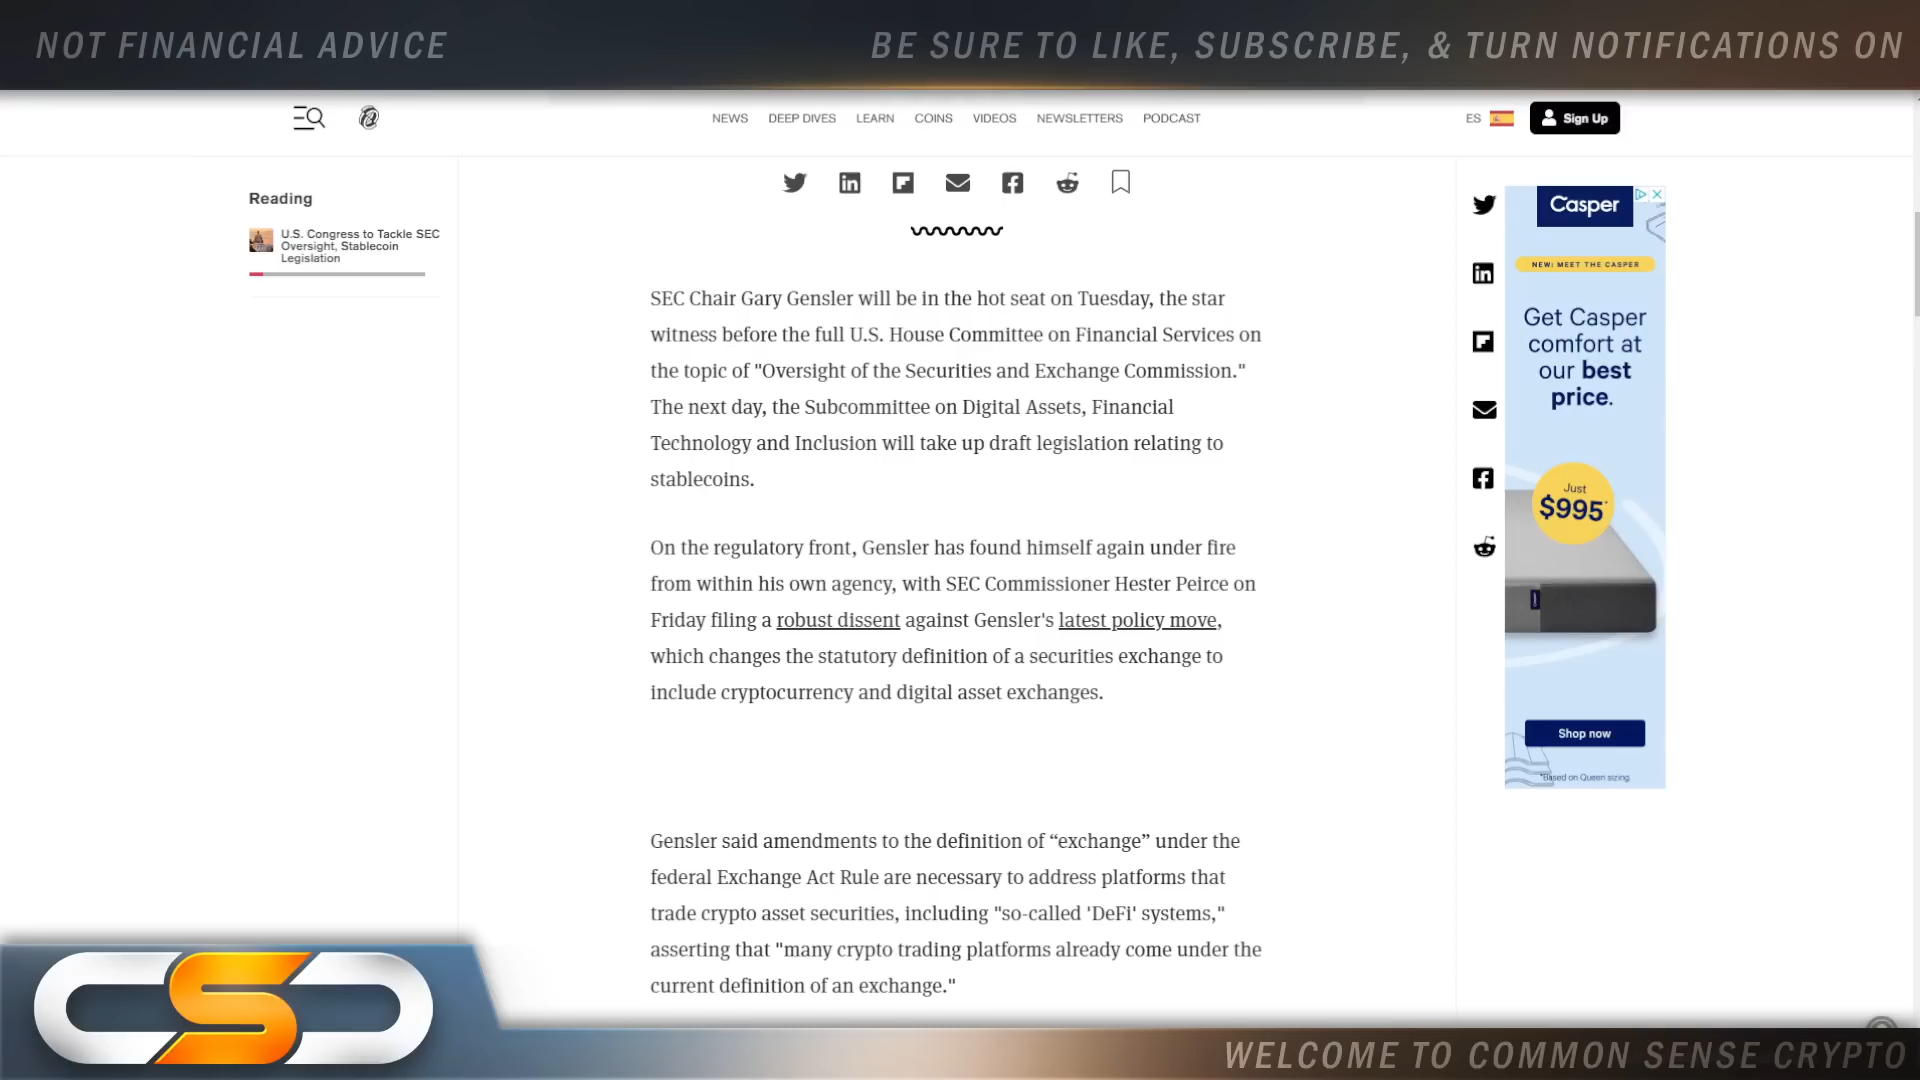 NOT FINANCIAL ADVICE
BE SURE TO LIKE, SUBSCRIBE, & TURN NOTIFICATIONS ON
NEWS DEEP DIVES LEARN COINS VIDEOS NEWSLETTERS PODCAST
ES
Sign Up
Reading
U.S. Congress to Tackle SEC
Oversight, Stablecoin
Legislation
SEC Chair Gary Gensler will be in the hot seat on Tuesday, the star
witness before the full U.S. House Committee on Financial Services on
the topic of "Oversight of the Securities and Exchange Commission."
The next day, the Subcommittee on Digital Assets, Financial
Technology and Inclusion will take up draft legislation relating to
stablecoins.
On the regulatory front, Gensler has found himself again under fire
from within his own agency, with SEC Commissioner Hester Peirce on
Friday filing a robust dissent against Gensler's latest policy move,
which changes the statutory definition of a securities exchange to
include cryptocurrency and digital asset exchanges.
Gensler said amendments to the definition of “exchange” under the
federal Exchange Act Rule are necessary to address platforms that
trade crypto asset securities, including "so-called 'DeFi' systems,"
asserting that "many crypto trading platforms already come under the
current definition of an exchange."
Casper
NEW: MEET THE CASPER
Get Casper
comfort at
our best
price.
Just
$995*
Shop now
*Based on Queen sizing.
CSC
WELCOME TO COMMON SENSE CRYPTO